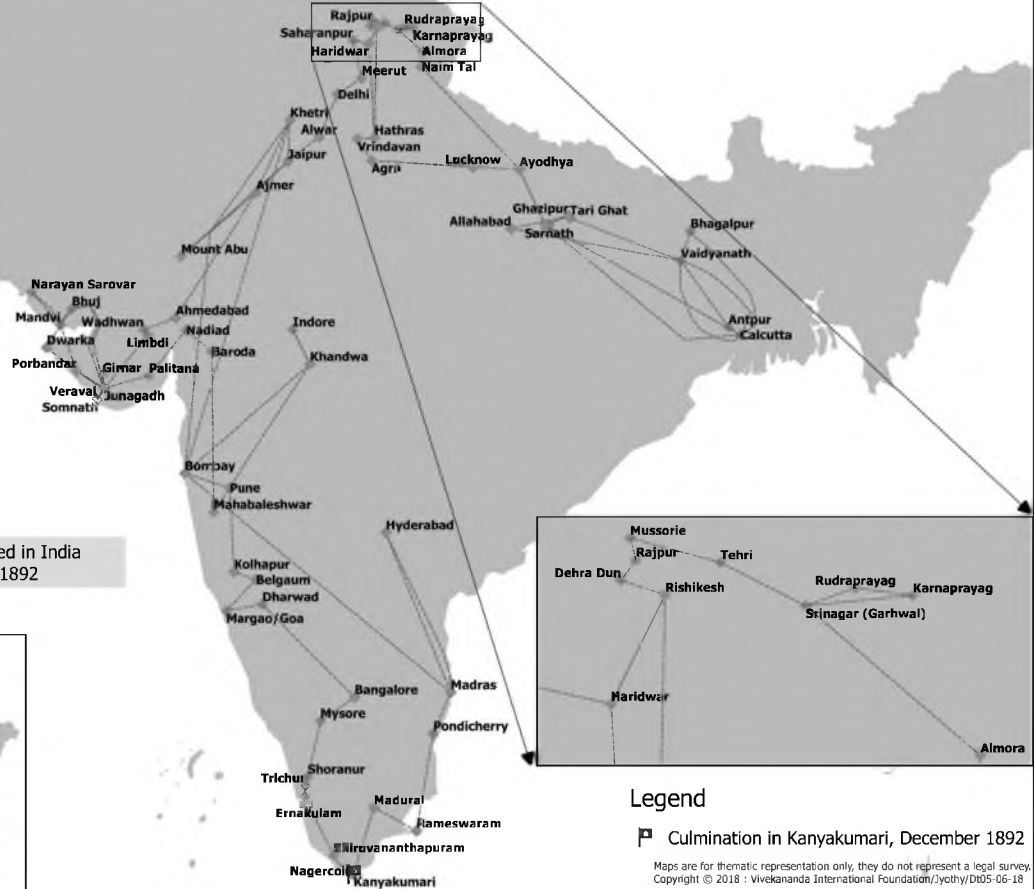 Rajpur
Rudraprayag
Saharanpur
Karnaprayag
Haridwar
Almora
Naim Tal
Meerut
Delhi
Khetri
Alwar
Hathras
Vrindavan
Jaipur
Agra
Lucknow
Ayodhya
Ajmer
Ghazipur
Tari Ghat
Allahabad
Sarnath
Bhagalpur
Vaidyanath
Mount Abu
Narayan Sarovar
Bhuj
Mandvi
Wadhwan
Ahmedabad
Indore
Antpur
Calcutta
Dwarka
Limbdi
Nadiad
Baroda
Khandwa
Porbandar
Girnar
Palitana
Veraval
Junagadh
Somnath
Bombay
Pune
Mahabaleshwar
Hyderabad
ed in India
1892
Kolhapur
Belgaum
Dharwad
Margao/Goa
Bangalore
Madras
Mysore
Pondicherry
Shoranur
Trichur
Ernakulam
Madurai
Rameswaram
Nagercoil
Kanyakumari
Mussorie
Rajpur
Tehri
Dehra Dun
Rishikesh
Rudraprayag
Karnaprayag
Srinagar (Garhwal)
Haridwar
Almora
Legend
Culmination in Kanyakumari, December 1892
Maps are for thematic representation only, they do not represent a legal survey.
Copyright © 2018 : Vivekananda International Foundation/Jyothy/Dt05-06-18